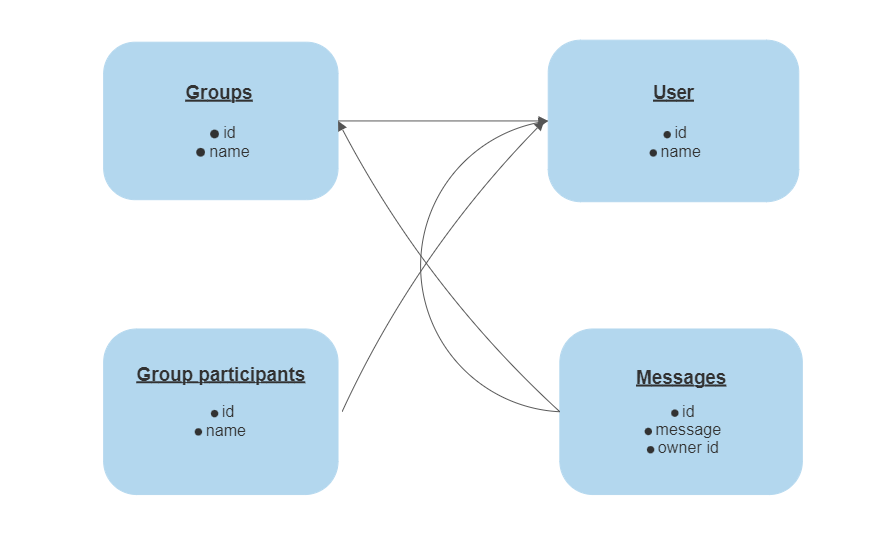 Groups
● id
● name
User
● id
● name
Group participants
● id
● name
Messages
● id
● message
● owner id